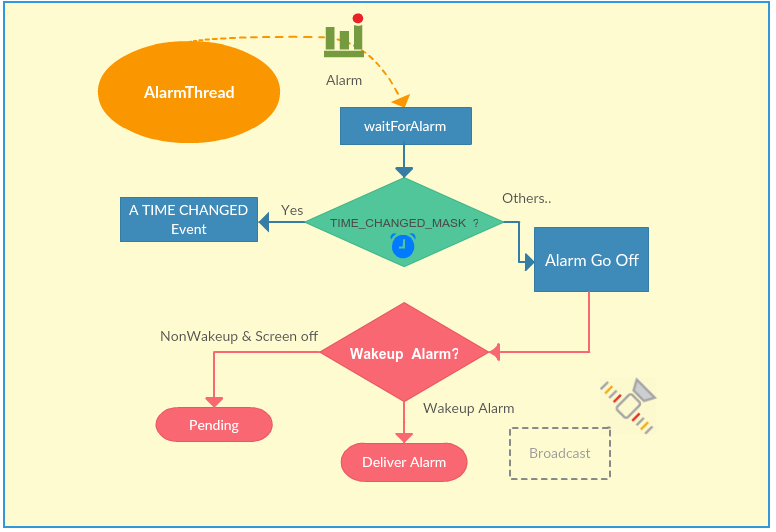 Alarm
AlarmThread
waitForAlarm
A TIME CHANGED
Event
Yes
TIME_CHANGED_MASK ?
Others..
Alarm Go Off
NonWakeup & Screen off
Wakeup Alarm?
Pending
Wakeup Alarm
Deliver Alarm
Broadcast